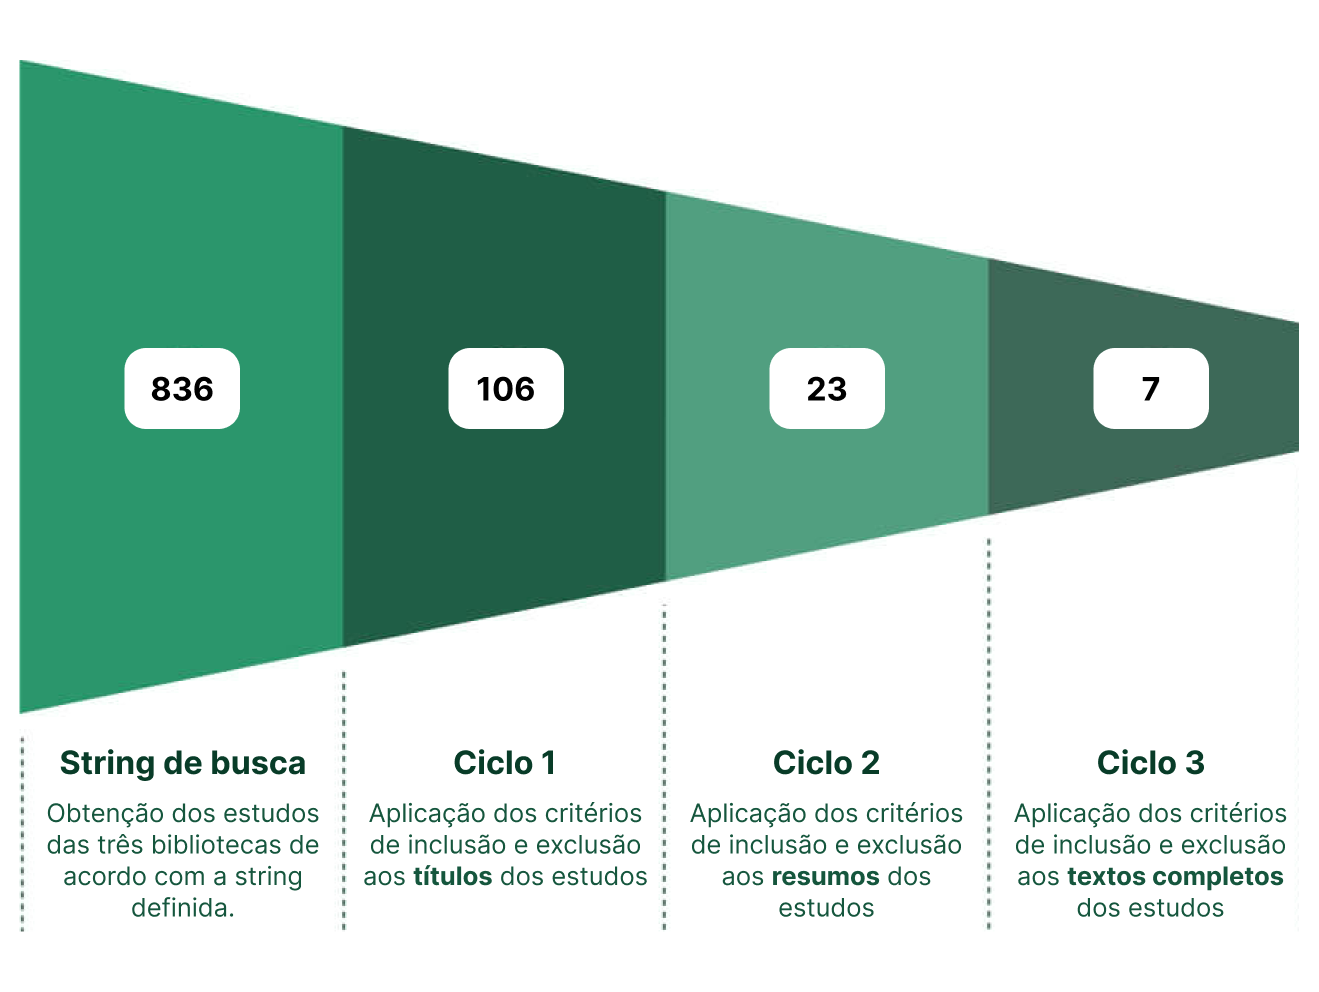 836
106
23
7
String de busca
Obtenção dos estudos
das três bibliotecas de
acordo com a string
definida.
Ciclo 1
Aplicação dos critérios
de inclusão e exclusão
aos títulos dos estudos
Ciclo 2
Aplicação dos critérios
de inclusão e exclusão
aos resumos dos
estudos
Ciclo 3
Aplicação dos critérios
de inclusão e exclusão
aos textos completos
dos estudos